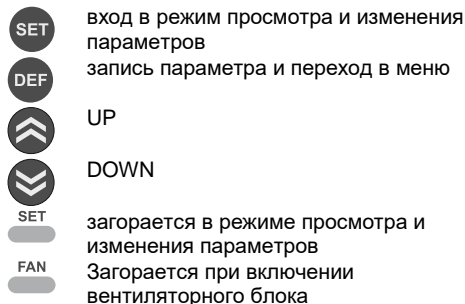 SET
вход в режим просмотра и изменения
параметров
DEF
запись параметра и переход в меню
UP
DOWN
SET
загорается в режиме просмотра и
изменения параметров
FAN
Загорается при включении
вентиляторного блока